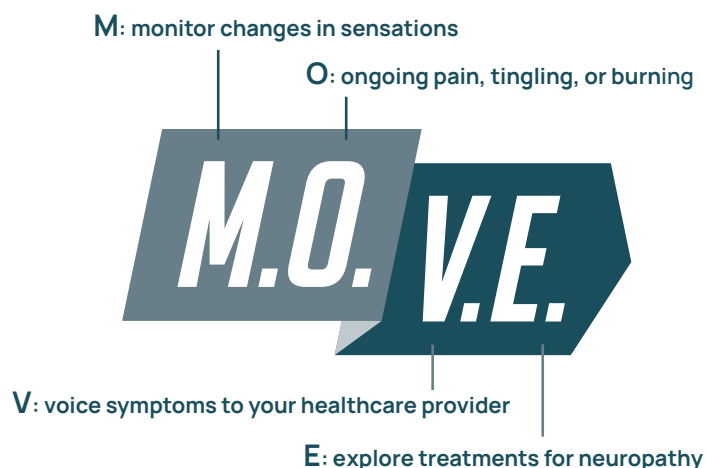 M: monitor changes in sensations
O: ongoing pain, tingling, or burning
M.O.
V.E.
V: voice symptoms to your healthcare provider
E: explore treatments for neuropathy